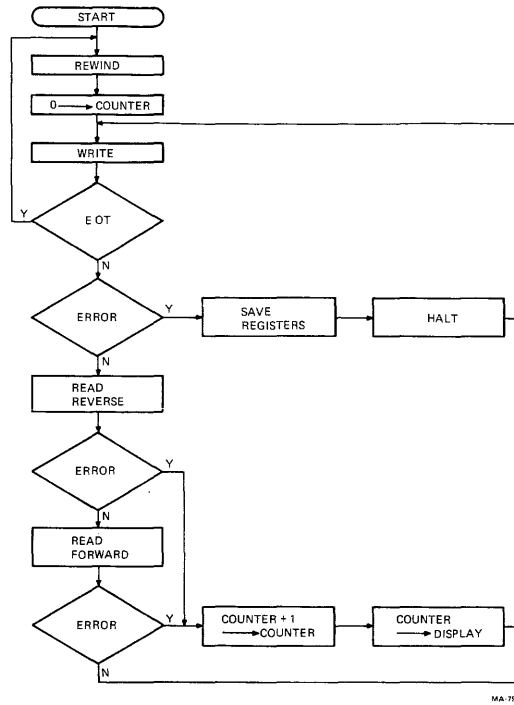 START
REWIND
0 → COUNTER
WRITE
EOT
Y
N
ERROR
Y
SAVE
REGISTERS
HALT
N
READ
REVERSE
ERROR
Y
N
READ
FORWARD
ERROR
Y
COUNTER + 1
→ COUNTER
COUNTER
→ DISPLAY
N